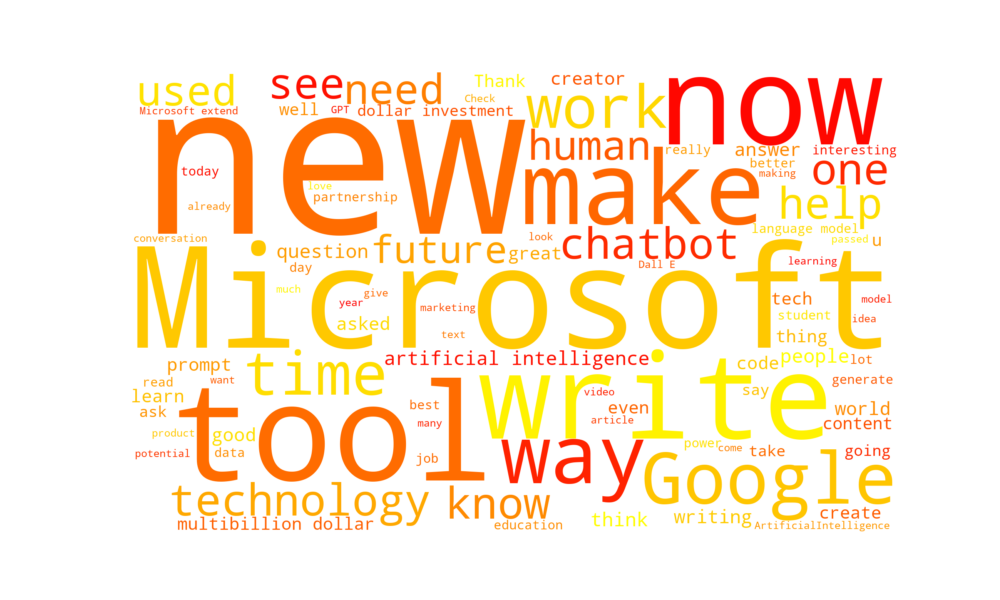 used
see
need
Thank
creator
now
Microsoft extend
well
GPT
dollar investment
Check
work
new
human
really
answer
interesting
better
making
one
today
love
partnership
make
help
already
language model
conversation
question
future
great
look
chatbot
passed
u
day
Dall E
learning
Microsoft
much
year
give
marketing
tech
model
asked
text
student
idea
thing
prompt
time
artificial intelligence
code
people
lot
read
want
write
generate
learn
tool
video
say
ask
best
even
world
many
article
content
product
good
way
power
come
take
going
potential
data
job
Google
technology
know
multibillion dollar
education
think
writing
create
ArtificialIntelligence